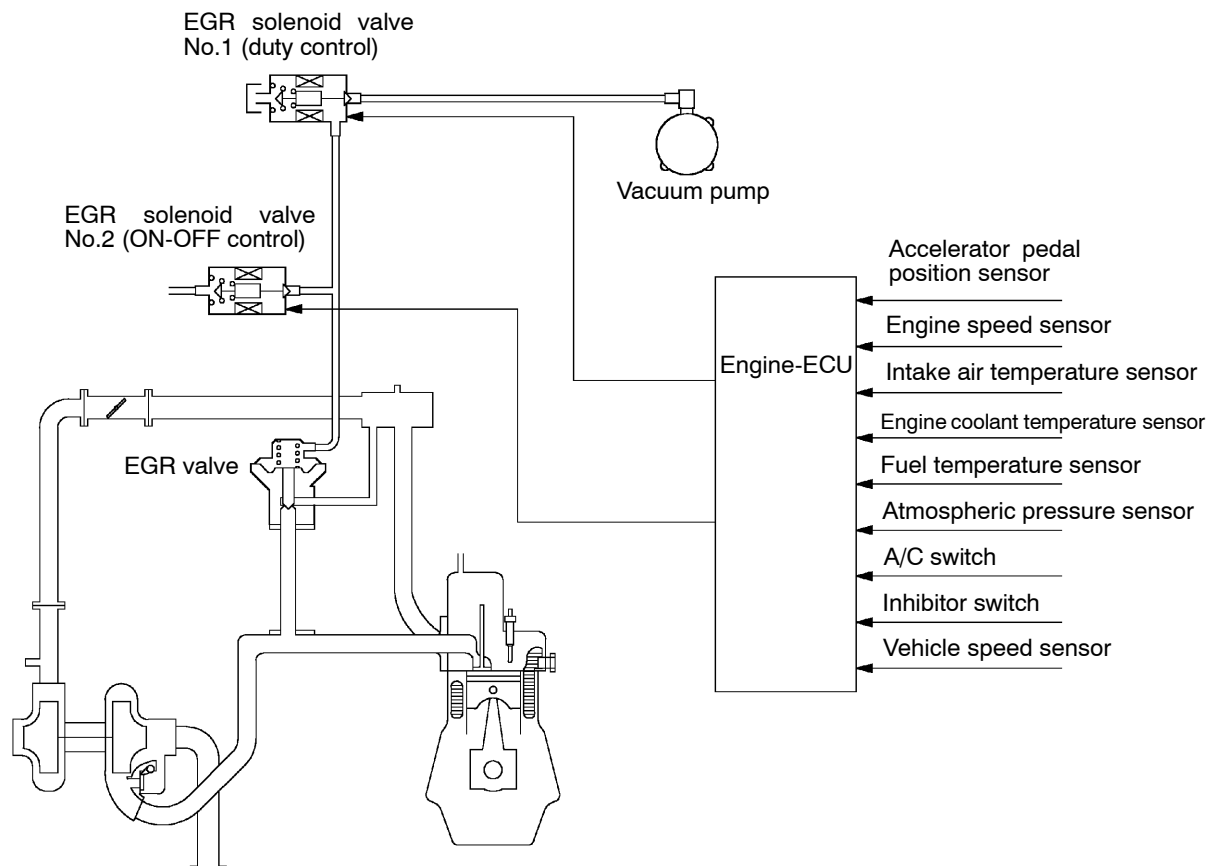 EGR solenoid valve
No.1 (duty control)
Vacuum pump
EGR solenoid valve
No.2 (ON-OFF control)
Accelerator pedal
position sensor
Engine speed sensor
Engine-ECU
Intake air temperature sensor
Engine coolant temperature sensor
EGR valve
Fuel temperature sensor
Atmospheric pressure sensor
A/C switch
Inhibitor switch
Vehicle speed sensor